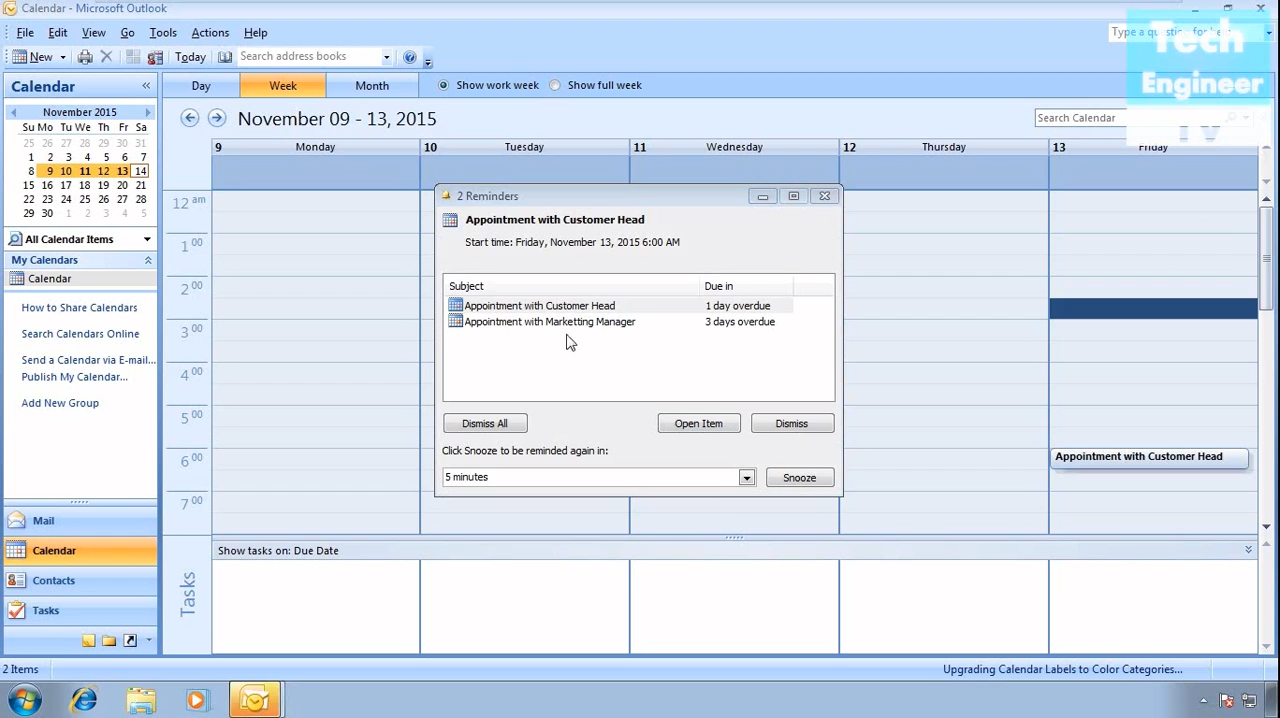 Calendar - Microsoft Outlook
File Edit View Go Tools Actions Help
Type a question for help
New Today Search address books
Tech
Engineer
Tv
Calendar «
Day Week Month Show work week Show full week
November 2015
Su Mo Tu We Th Fr Sa
25 26 27 28 29 30 31
1 2 3 4 5 6 7
8 9 10 11 12 13 14
15 16 17 18 19 20 21
22 23 24 25 26 27 28
29 30 1 2 3 4 5
November 09 - 13, 2015
Search Calendar
9 Monday 10 Tuesday 11 Wednesday 12 Thursday 13 Friday
All Calendar Items
My Calendars
Calendar
How to Share Calendars
Search Calendars Online
Send a Calendar via E-mail...
Publish My Calendar...
Add New Group
12 am
1 00
2 00
3 00
4 00
5 00
6 00
7 00
2 Reminders
Appointment with Customer Head
Start time: Friday, November 13, 2015 6:00 AM
Subject Due in
Appointment with Customer Head 1 day overdue
Appointment with Marketting Manager 3 days overdue
Dismiss All Open Item Dismiss
Click Snooze to be reminded again in:
5 minutes Snooze
Appointment with Customer Head
Mail
Calendar
Contacts
Tasks
Show tasks on: Due Date
Tasks
2 Items
Upgrading Calendar Labels to Color Categories...